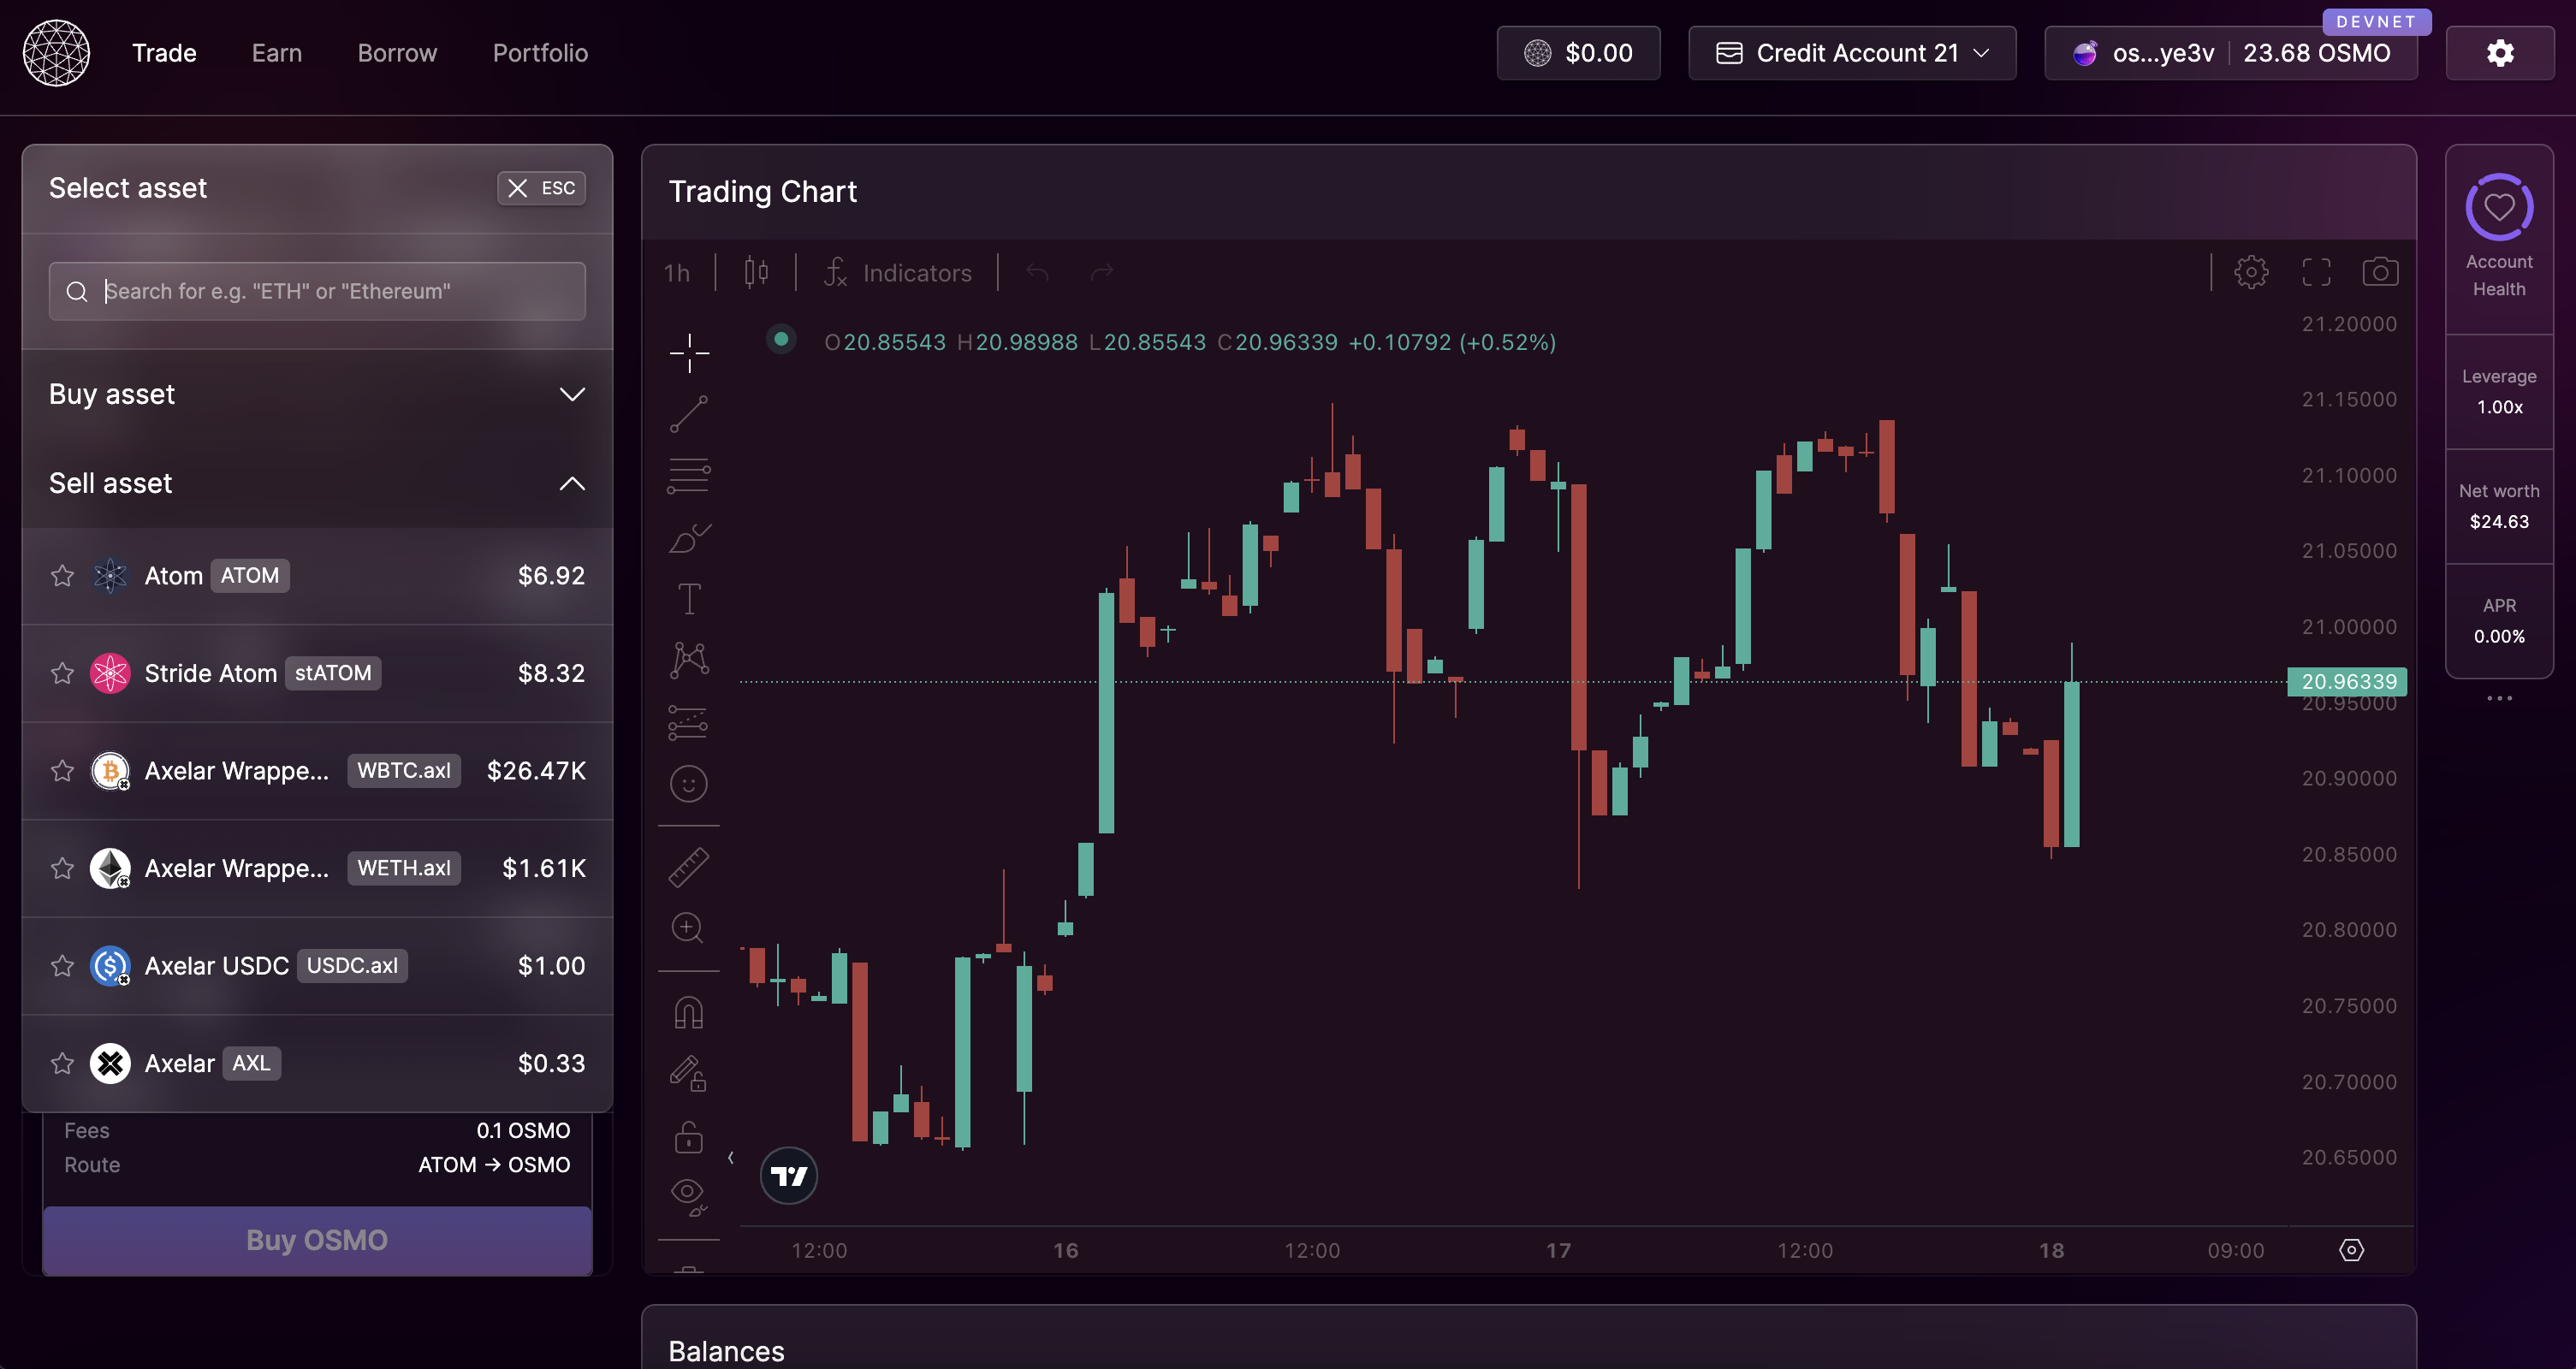 Trade Earn Borrow Portfolio
$0.00
Credit Account 21
DEVNET
os...ye3v 23.68 OSMO
Select asset
ESC
Search for e.g. "ETH" or "Ethereum"
Buy asset
Sell asset
Atom ATOM $6.92
Stride Atom stATOM $8.32
Axelar Wrappe... WBTC.axl $26.47K
Axelar Wrappe... WETH.axl $1.61K
Axelar USDC USDC.axl $1.00
Axelar AXL $0.33
Fees 0.1 OSMO
Route ATOM → OSMO
Buy OSMO
Trading Chart
1h Indicators
O20.85543 H20.98988 L20.85543 C20.96339 +0.10792 (+0.52%)
21.20000
21.15000
21.10000
21.05000
21.00000
20.96339
20.95000
20.90000
20.85000
20.80000
20.75000
20.70000
20.65000
12:00 16 12:00 17 12:00 18 09:00
Account
Health
Leverage
1.00x
Net worth
$24.63
APR
0.00%
Balances